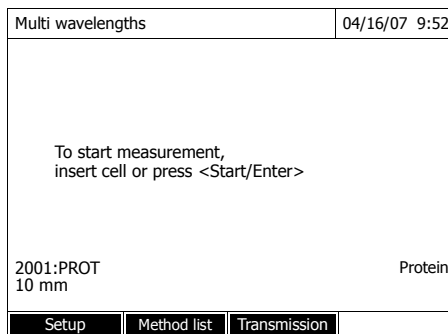 Multi wavelengths 04/16/07 9:52
To start measurement,
insert cell or press <Start/Enter>
2001:PROT Protein
10 mm
Setup Method list Transmission